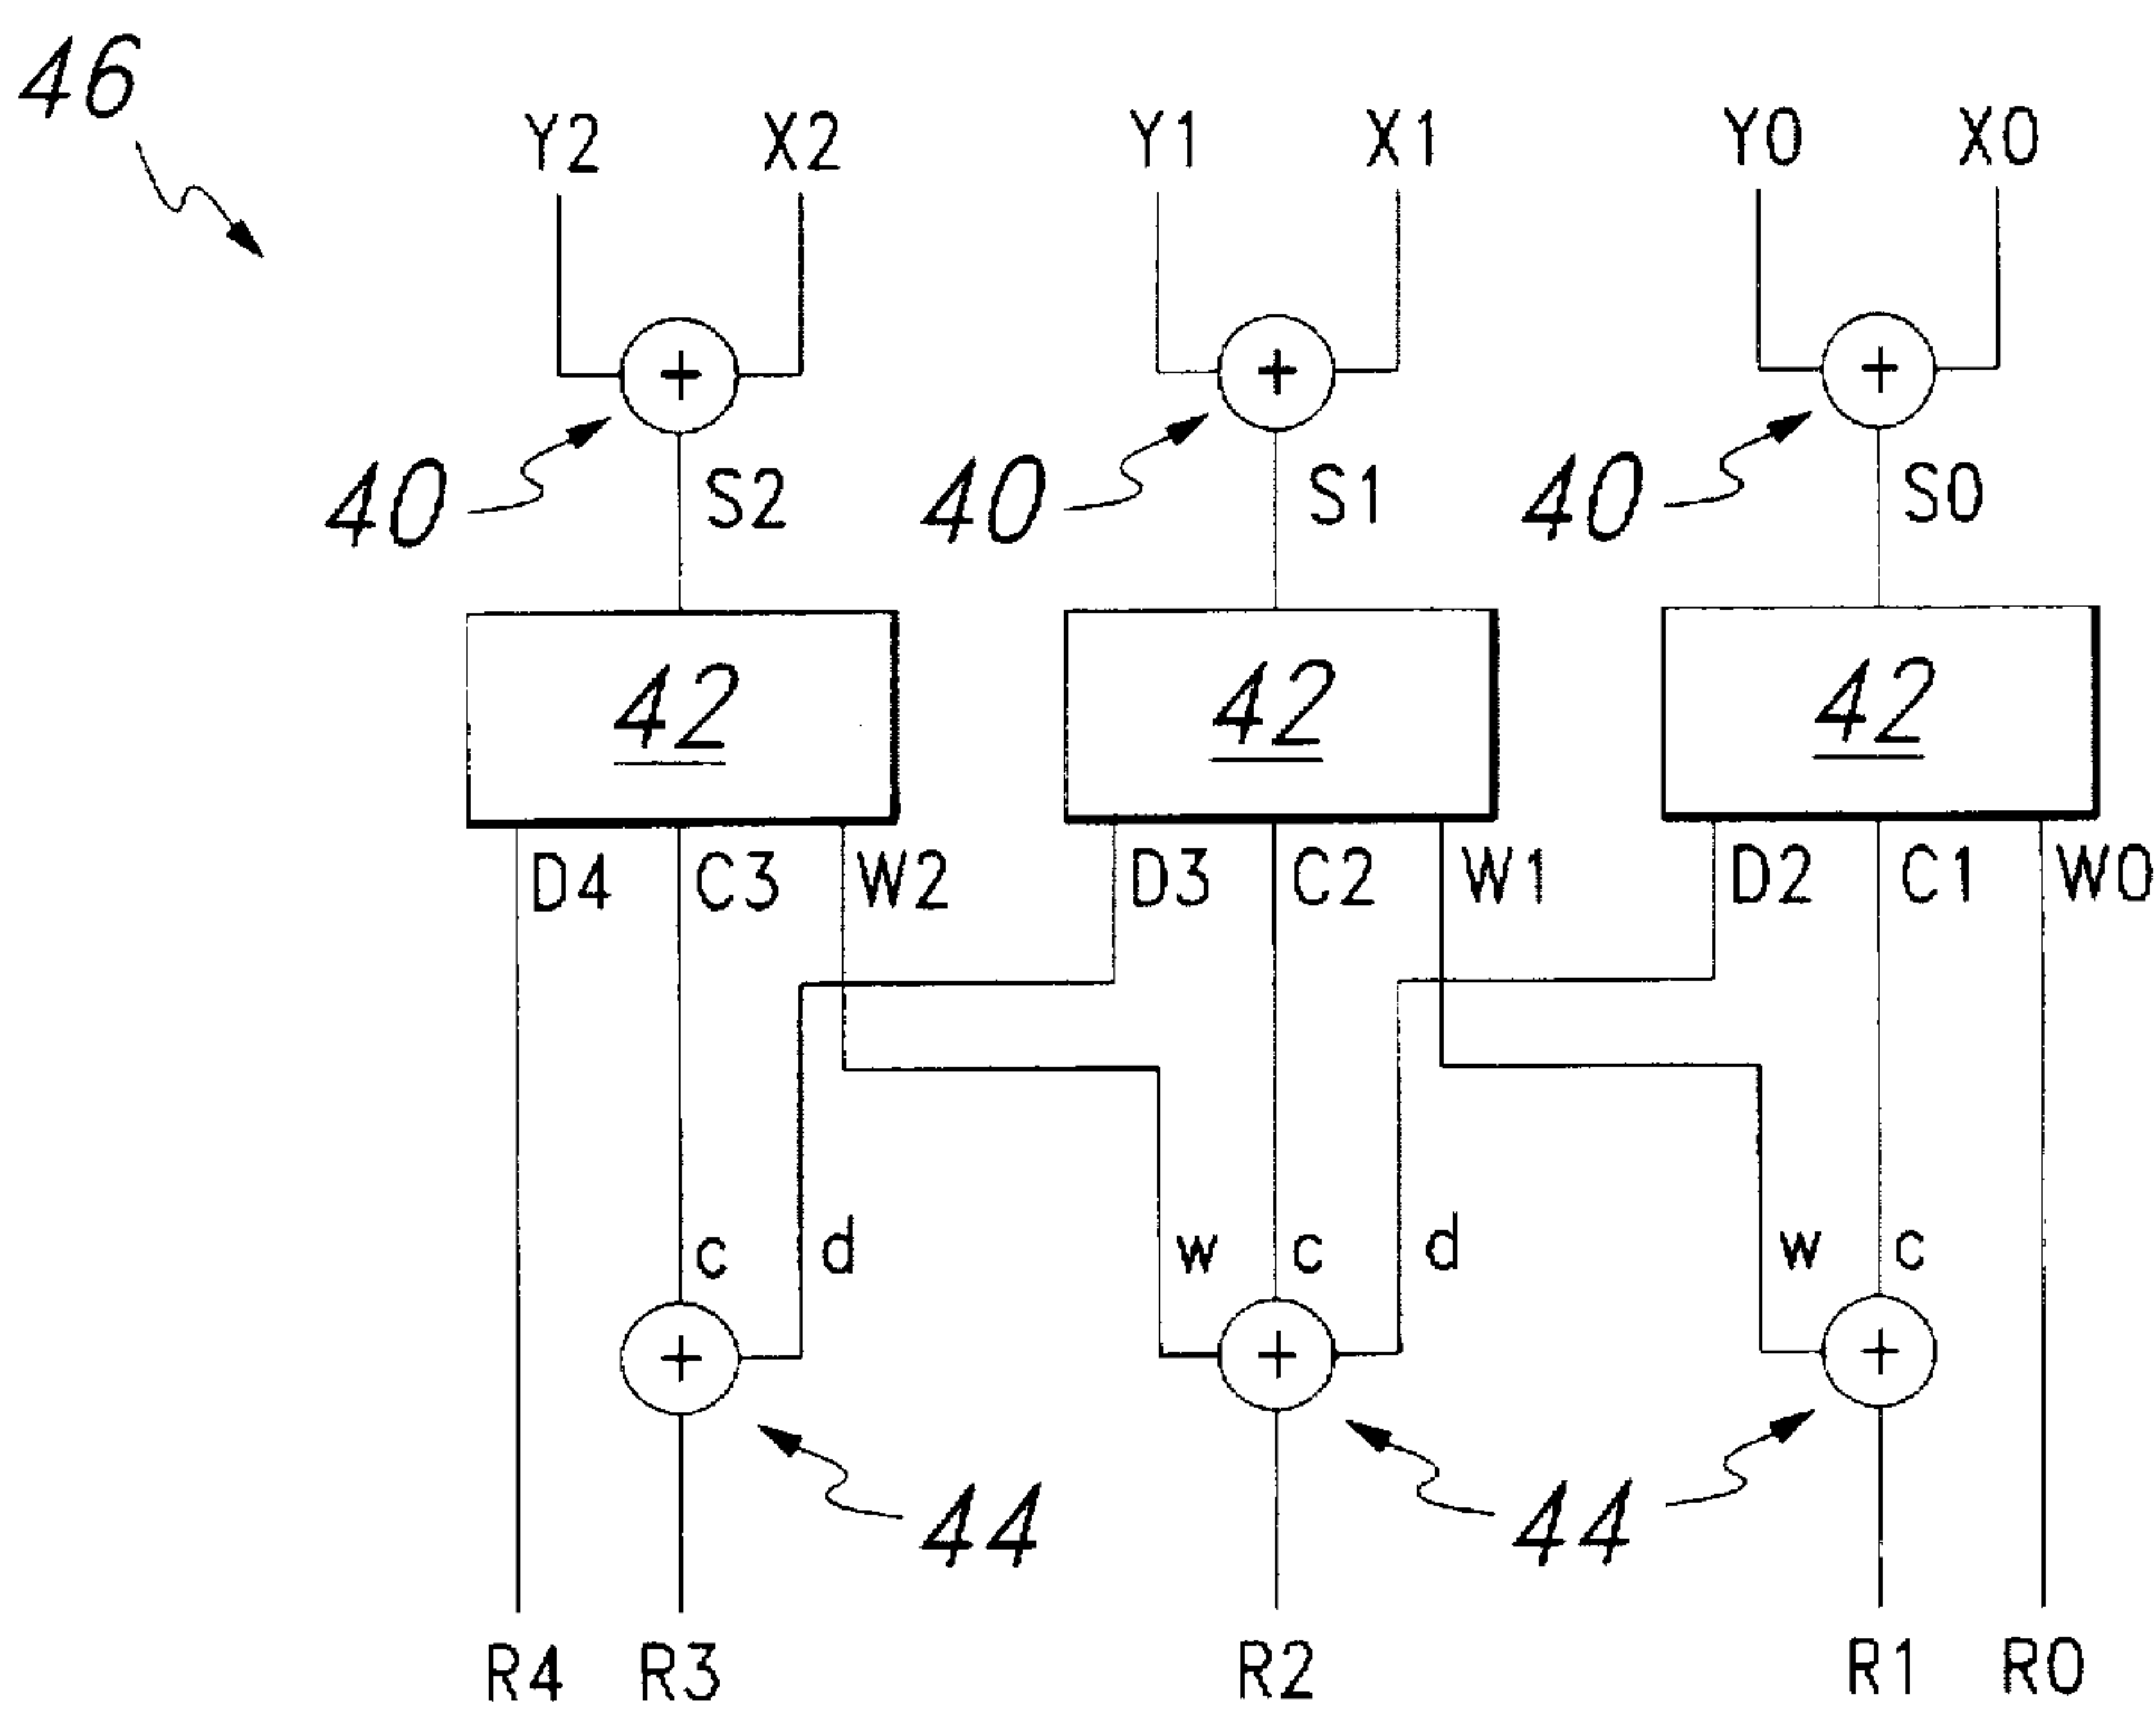 46
Y2 X2 Y1 X1 Y0 X0
+ + +
40 S2 40 S1 40 S0
42 42 42
D4 C3 W2 D3 C2 W1 D2 C1 W0
c d w c d w c
+ + +
44 44
R4 R3 R2 R1 R0